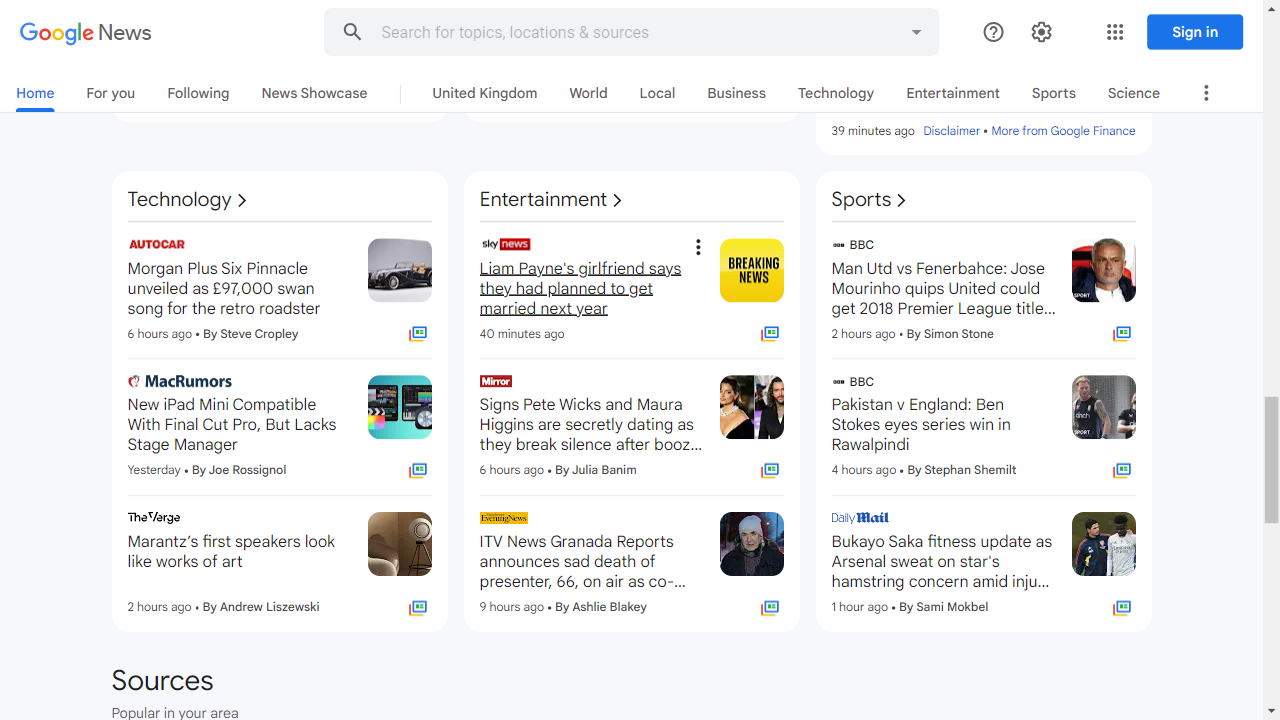 Google News
Search for topics, locations & sources
Sign in
Home
For you
Following
News Showcase
United Kingdom
World
Local
Business
Technology
Entertainment
Sports
Science
39 minutes ago Disclaimer • More from Google Finance
Technology
AUTOCAR
Morgan Plus Six Pinnacle
unveiled as £97,000 swan
song for the retro roadster
6 hours ago • By Steve Cropley
MacRumors
New iPad Mini Compatible
With Final Cut Pro, But Lacks
Stage Manager
Yesterday • By Joe Rossignol
The Verge
Marantz’s first speakers look
like works of art
2 hours ago • By Andrew Liszewski
Entertainment
sky news
Liam Payne's girlfriend says
they had planned to get
married next year
BREAKING
NEWS
40 minutes ago
Mirror
Signs Pete Wicks and Maura
Higgins are secretly dating as
they break silence after booz...
6 hours ago • By Julia Banim
Evening News
ITV News Granada Reports
announces sad death of
presenter, 66, on air as co-...
9 hours ago • By Ashlie Blakey
Sports
BBC
Man Utd vs Fenerbahce: Jose
Mourinho quips United could
get 2018 Premier League title...
SPORT
2 hours ago • By Simon Stone
BBC
Pakistan v England: Ben
Stokes eyes series win in
Rawalpindi
SPORT
4 hours ago • By Stephan Shemilt
Daily Mail
Bukayo Saka fitness update as
Arsenal sweat on star's
hamstring concern amid inju...
1 hour ago • By Sami Mokbel
Sources
Popular in your area